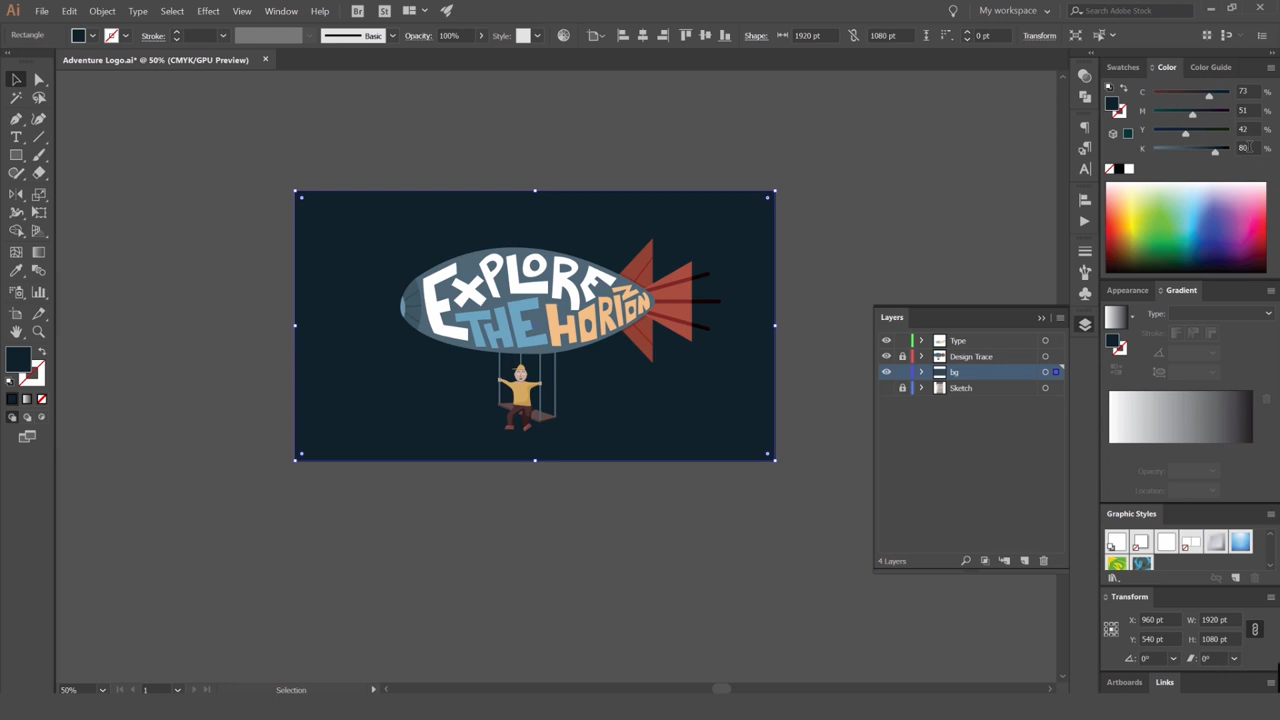 Ai File Edit Object Type Select Effect View Window Help Br St My workspace Search Adobe Stock
Rectangle Stroke: Basic Opacity: 100% Style: Shape: 1920 pt 1080 pt 0 pt Transform
Adventure Logo.ai* @ 50% (CMYK/GPU Preview)
Swatches Color Color Guide
C 73 %
M 51 %
Y 42 %
K 80 %
EXPLORE
THE HORIZON
Appearance Gradient
Type:
Stroke:
Opacity:
Location:
Layers
Type
Design Trace
bg
Sketch
4 Layers
Graphic Styles
Transform
X: 960 pt W: 1920 pt
Y: 540 pt H: 1080 pt
0° 0°
Artboards Links
50% 1 Selection